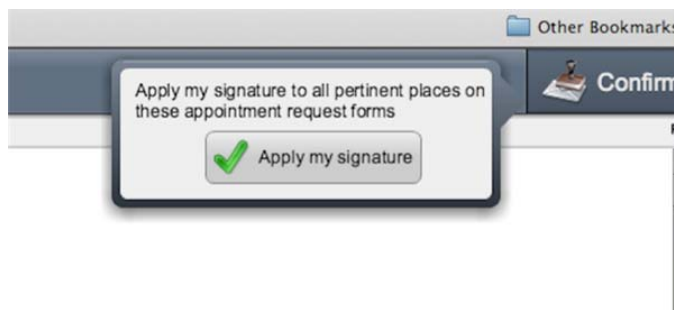 Other Bookmarks
Confirm
Apply my signature to all pertinent places on
these appointment request forms
Apply my signature